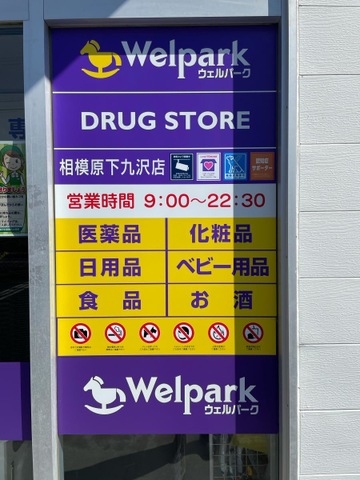 Welpark
ウェルパーク
DRUG STORE
相模原下九沢店
営業時間 9:00～22:30
医薬品 化粧品
日用品 ベビー用品
食品 お酒
Welpark
ウェルパーク